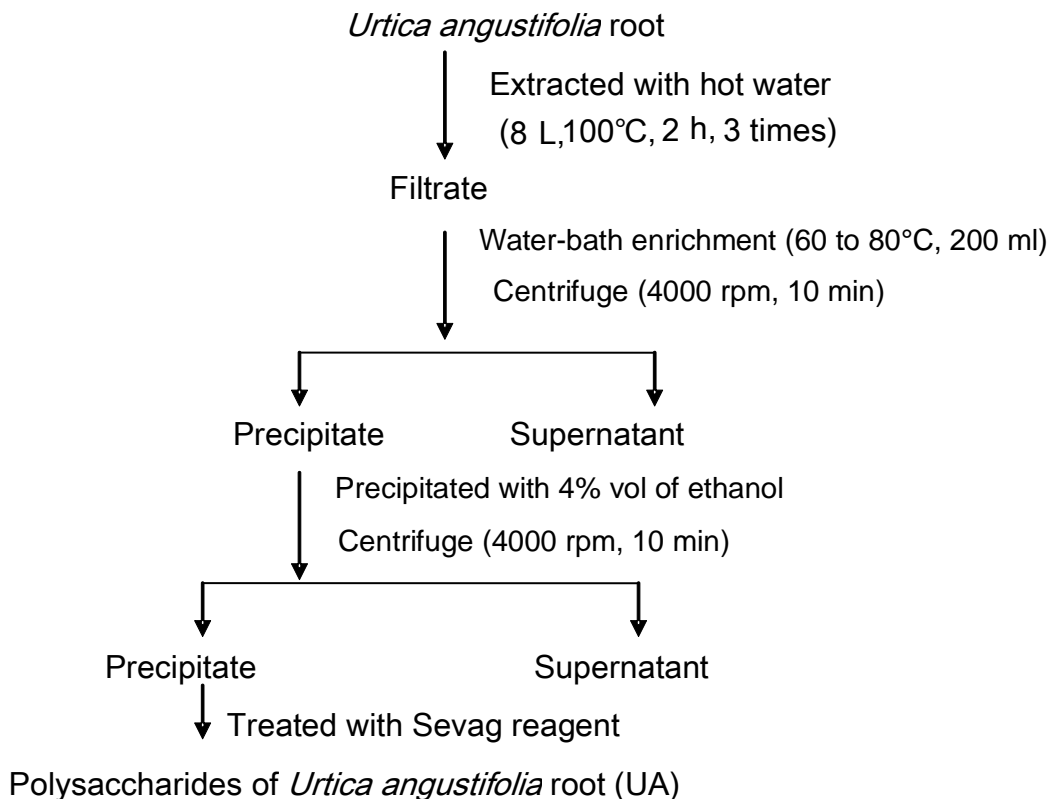 Urtica angustifolia root
Extracted with hot water
(8 L,100°C, 2 h, 3 times)
Filtrate
Water-bath enrichment (60 to 80°C, 200 ml)
Centrifuge (4000 rpm, 10 min)
Precipitate Supernatant
Precipitated with 4% vol of ethanol
Centrifuge (4000 rpm, 10 min)
Precipitate Supernatant
Treated with Sevag reagent
Polysaccharides of Urtica angustifolia root (UA)